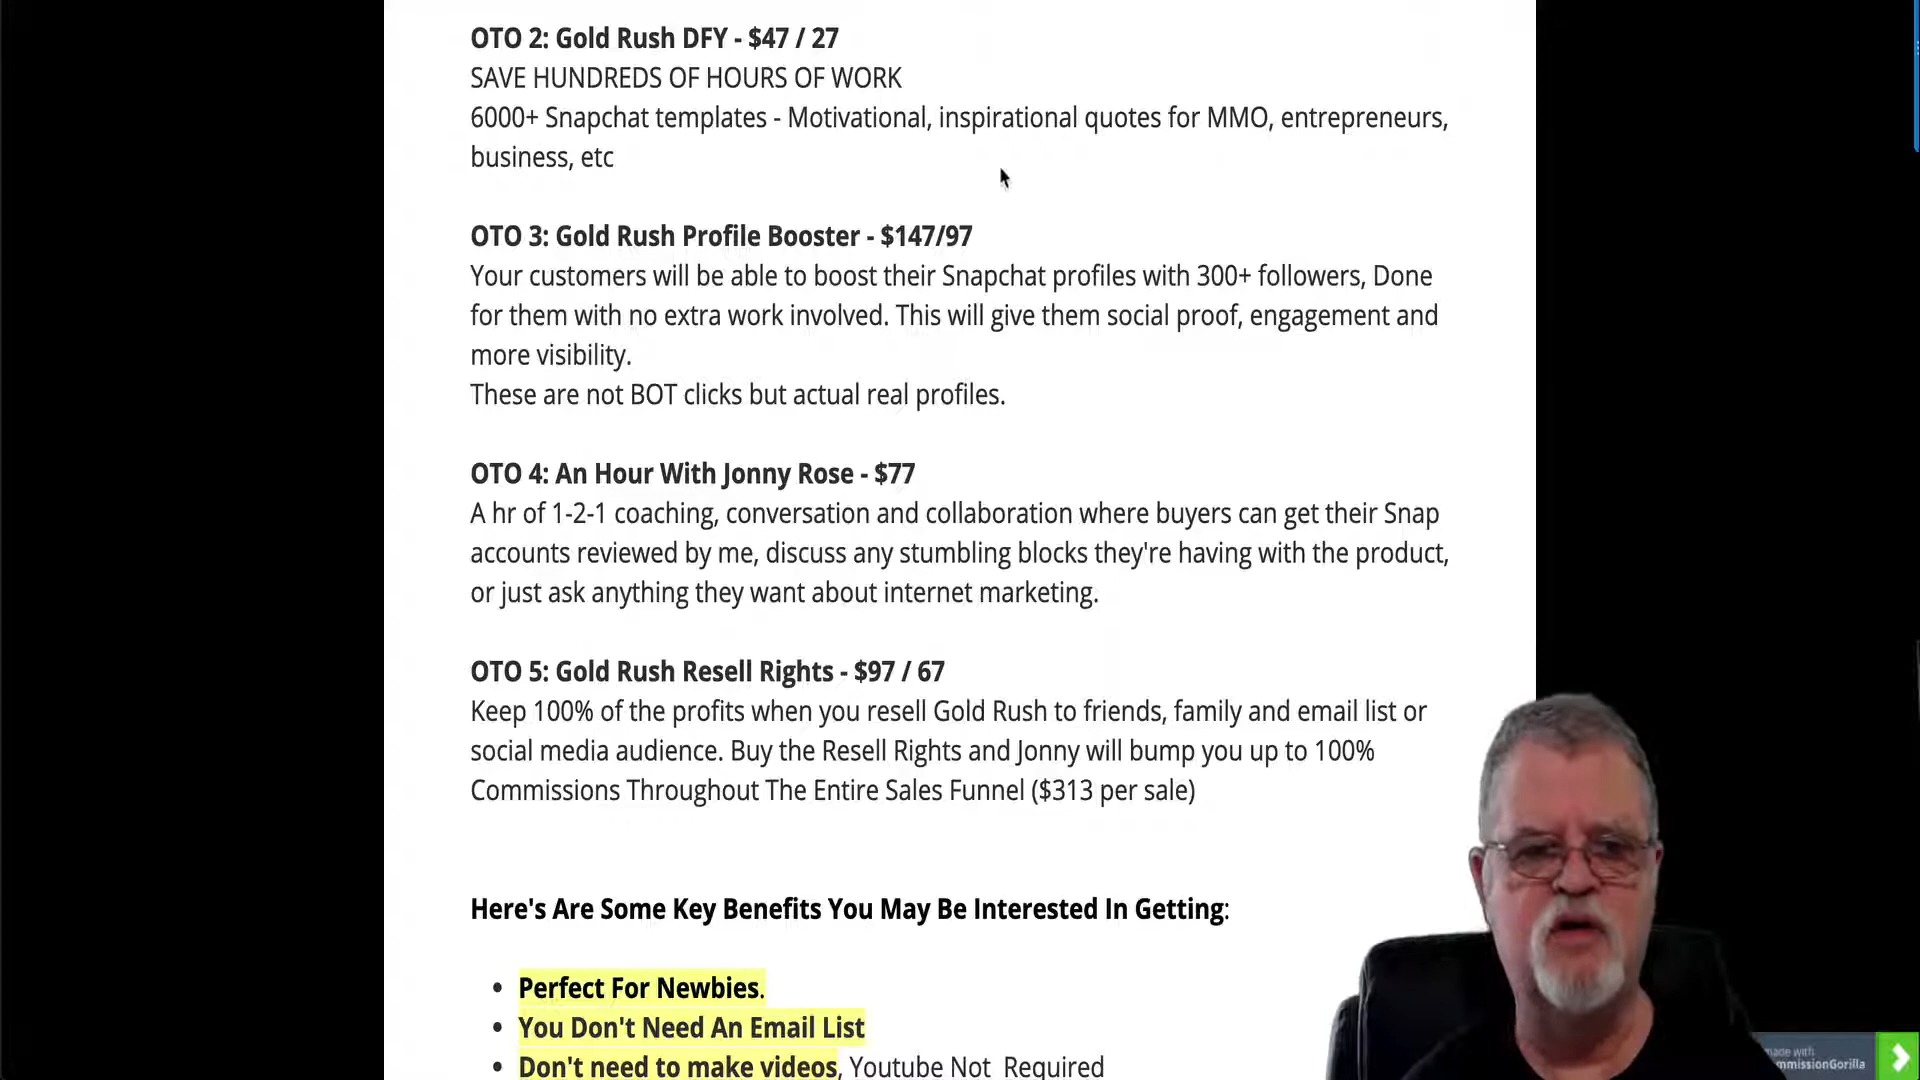 OTO 2: Gold Rush DFY - $47 / 27
SAVE HUNDREDS OF HOURS OF WORK
6000+ Snapchat templates - Motivational, inspirational quotes for MMO, entrepreneurs,
business, etc
OTO 3: Gold Rush Profile Booster - $147/97
Your customers will be able to boost their Snapchat profiles with 300+ followers, Done
for them with no extra work involved. This will give them social proof, engagement and
more visibility.
These are not BOT clicks but actual real profiles.
OTO 4: An Hour With Jonny Rose - $77
A hr of 1-2-1 coaching, conversation and collaboration where buyers can get their Snap
accounts reviewed by me, discuss any stumbling blocks they're having with the product,
or just ask anything they want about internet marketing.
OTO 5: Gold Rush Resell Rights - $97 / 67
Keep 100% of the profits when you resell Gold Rush to friends, family and email list or
social media audience. Buy the Resell Rights and Jonny will bump you up to 100%
Commissions Throughout The Entire Sales Funnel ($313 per sale)
Here's Are Some Key Benefits You May Be Interested In Getting:
• Perfect For Newbies.
• You Don't Need An Email List
• Don't need to make videos, Youtube Not Required
made with
mmissionGorilla